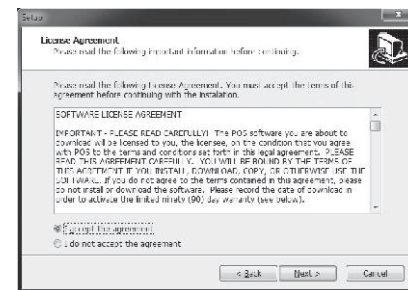 Setup
License Agreement
Please read the following important information before continuing.
Please read the following License Agreement. You must accept the terms of this
agreement before continuing with the instalation.
SOFTWARE LICENSE AGREEMENT
IMPORTANT - PLEASE READ CAREFULLY! The POS software you are about to
download will be licensed to you, the licensee, on the condition that you agree
with POS to the terms and conditions set forth in this legal agreement. PLEASE
READ THIS AGREEMENT CAREFULLY. YOU WILL BE BOUND BY THE TERMS OF
THIS AGREEMENT IF YOU INSTALL, DOWNLOAD, COPY, OR OTHERWISE USE THE
SOFTWARE. If you do not agree to the terms contained in this agreement, please
do not install or download the software. Please record the date of download in
order to activate the limited ninety (90) day warranty (see below).
I accept the agreement
I do not accept the agreement
< Back
Next >
Cancel